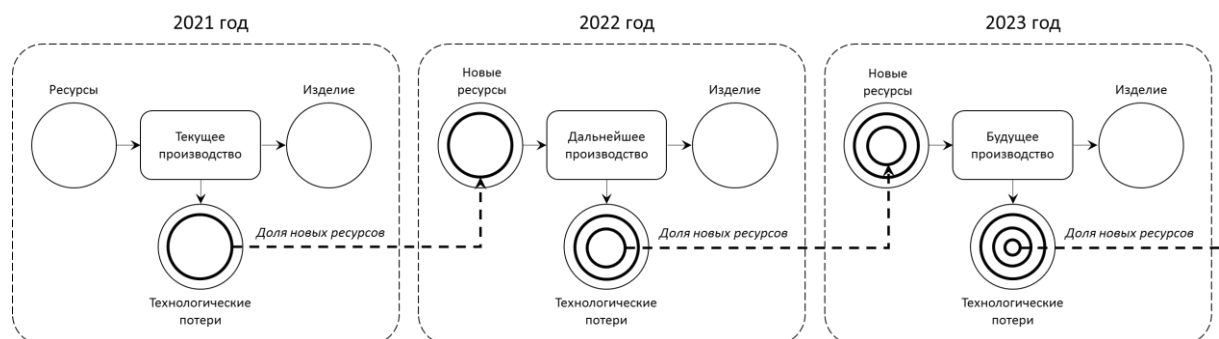 2021 год
2022 год
2023 год
Ресурсы
Изделие
Текущее
производство
Доля новых ресурсов
Технологические
потери
Новые
ресурсы
Изделие
Дальнейшее
производство
Доля новых ресурсов
Технологические
потери
Новые
ресурсы
Изделие
Будущее
производство
Доля новых ресурсов
Технологические
потери